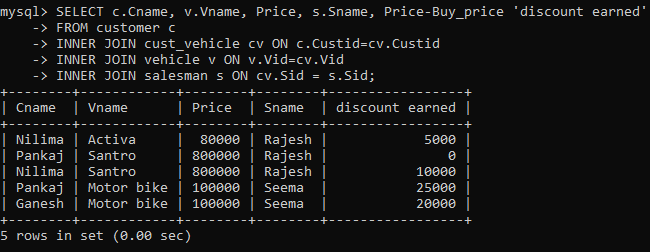 mysql> SELECT c.Cname, v.Vname, Price, s.Sname, Price-Buy_price 'discount earned'
    -> FROM customer c
    -> INNER JOIN cust_vehicle cv ON c.Custid=cv.Custid
    -> INNER JOIN vehicle v ON v.Vid=cv.Vid
    -> INNER JOIN salesman s ON cv.Sid = s.Sid;
+---------+------------+--------+--------+-----------------+
| Cname   | Vname      | Price  | Sname  | discount earned |
+---------+------------+--------+--------+-----------------+
| Nilima  | Activa     |  80000 | Rajesh |            5000 |
| Pankaj  | Santro     | 800000 | Rajesh |               0 |
| Nilima  | Santro     | 800000 | Rajesh |           10000 |
| Pankaj  | Motor bike | 100000 | Seema  |           25000 |
| Ganesh  | Motor bike | 100000 | Seema  |           20000 |
+---------+------------+--------+--------+-----------------+
5 rows in set (0.00 sec)